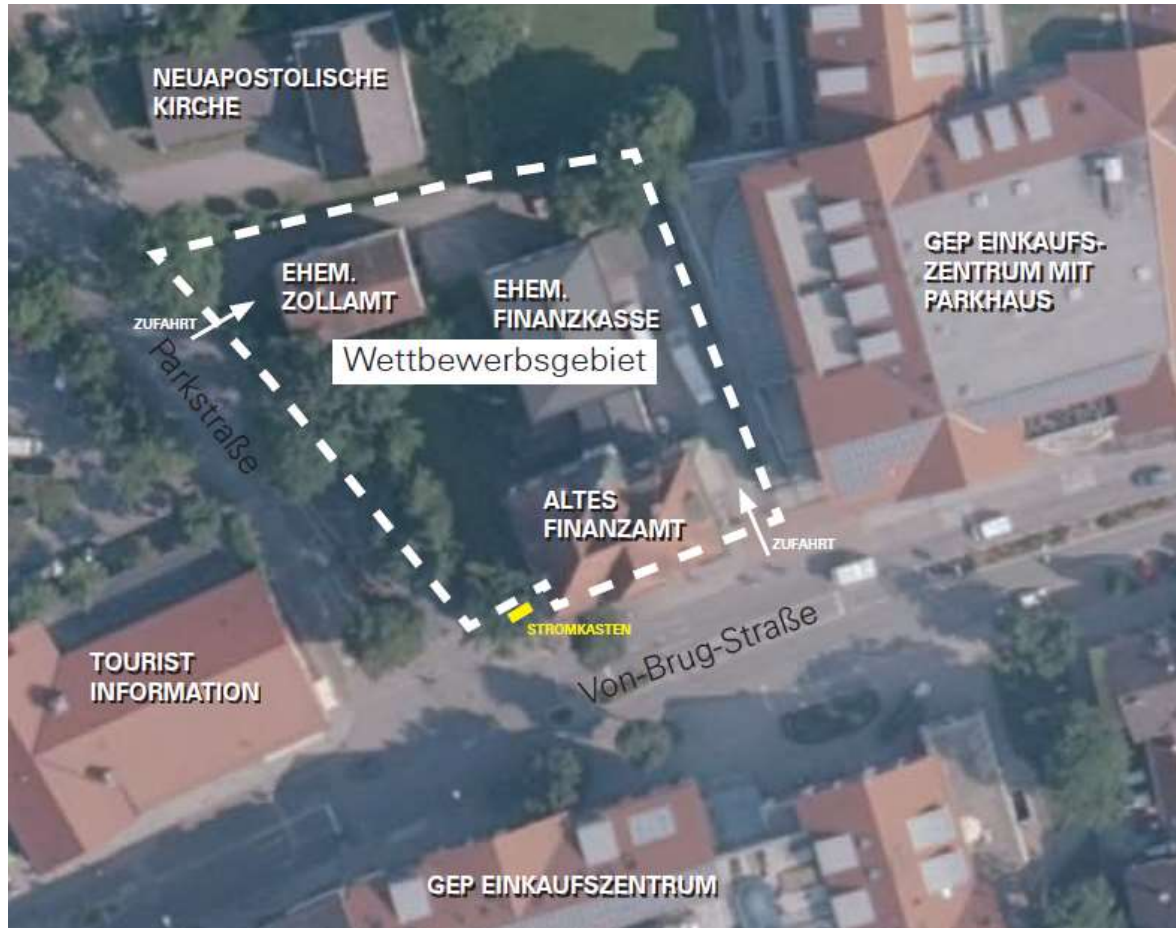 NEUAPOSTOLISCHE
KIRCHE
EHEM.
ZOLLAMT
EHEM.
FINANZKASSE
GEP EINKAUFS-
ZENTRUM MIT
PARKHAUS
ZUFAHRT
Wettbewerbsgebiet
Parkstraße
ALTES
FINANZAMT
ZUFAHRT
STROMKASTEN
Von-Brug-Straße
TOURIST
INFORMATION
GEP EINKAUFSZENTRUM